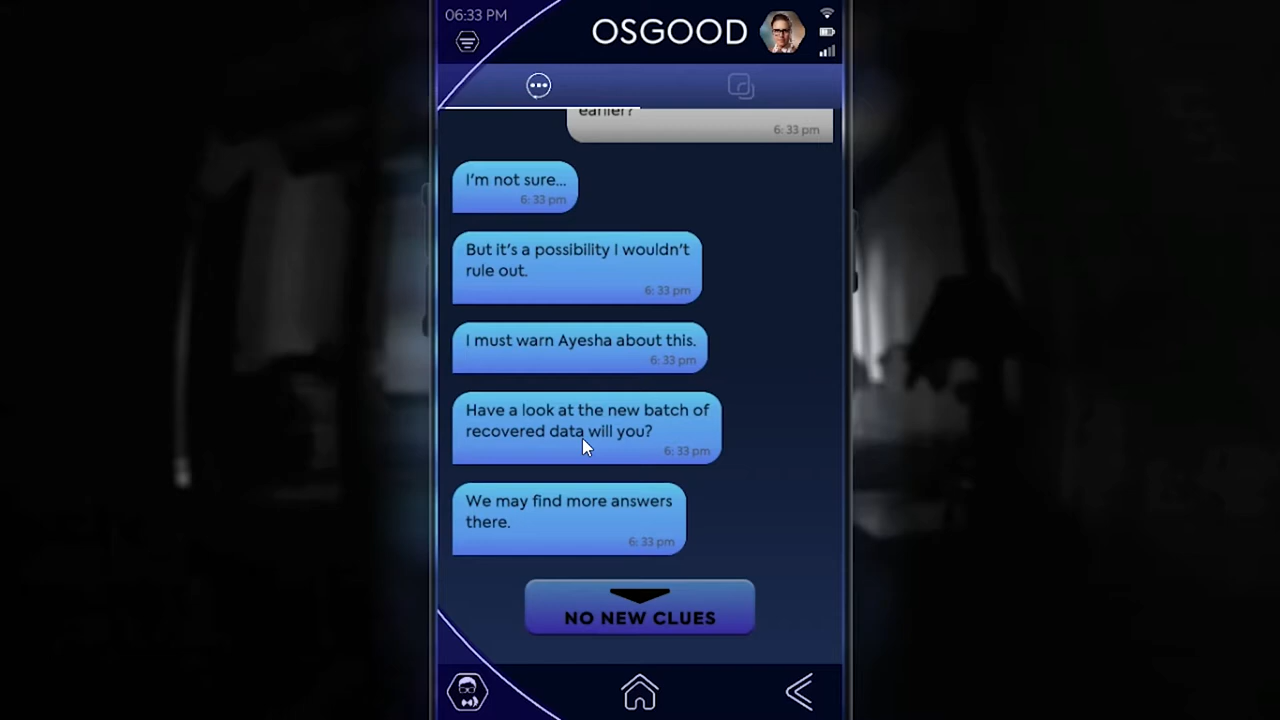 06:33 PM
OSGOOD
earlier?
6: 33 pm
I'm not sure...
6: 33 pm
But it's a possibility I wouldn't
rule out.
6: 33 pm
I must warn Ayesha about this.
6: 33 pm
Have a look at the new batch of
recovered data will you?
6: 33 pm
We may find more answers
there.
6: 33 pm
NO NEW CLUES